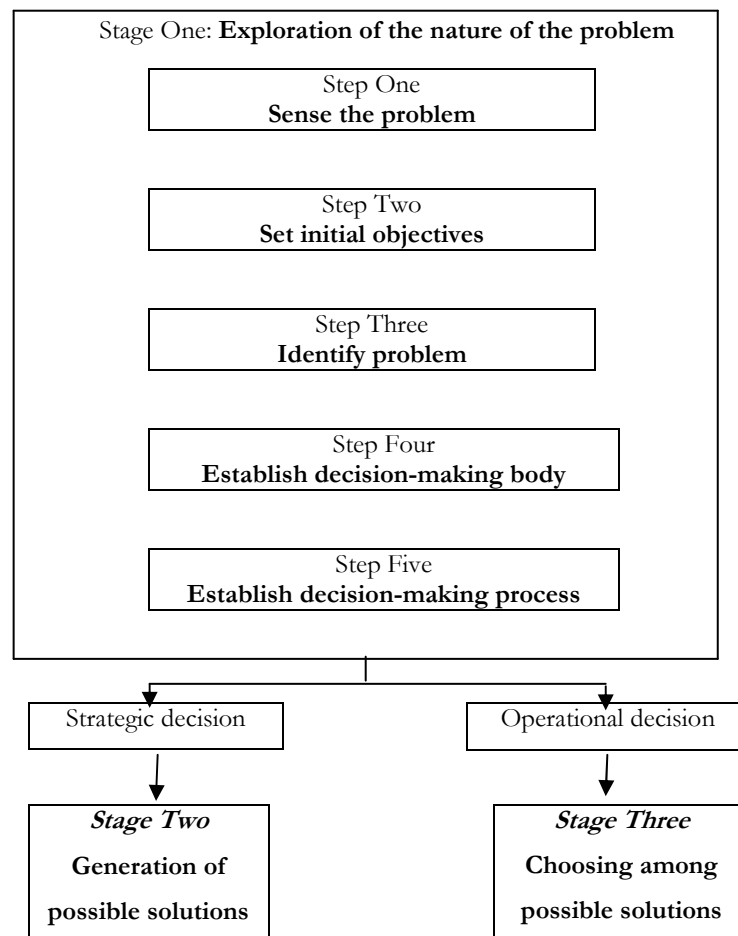 Stage One: Exploration of the nature of the problem
Step One
Sense the problem
Step Two
Set initial objectives
Step Three
Identify problem
Step Four
Establish decision-making body
Step Five
Establish decision-making process
Strategic decision
Operational decision
Stage Two
Generation of
possible solutions
Stage Three
Choosing among
possible solutions